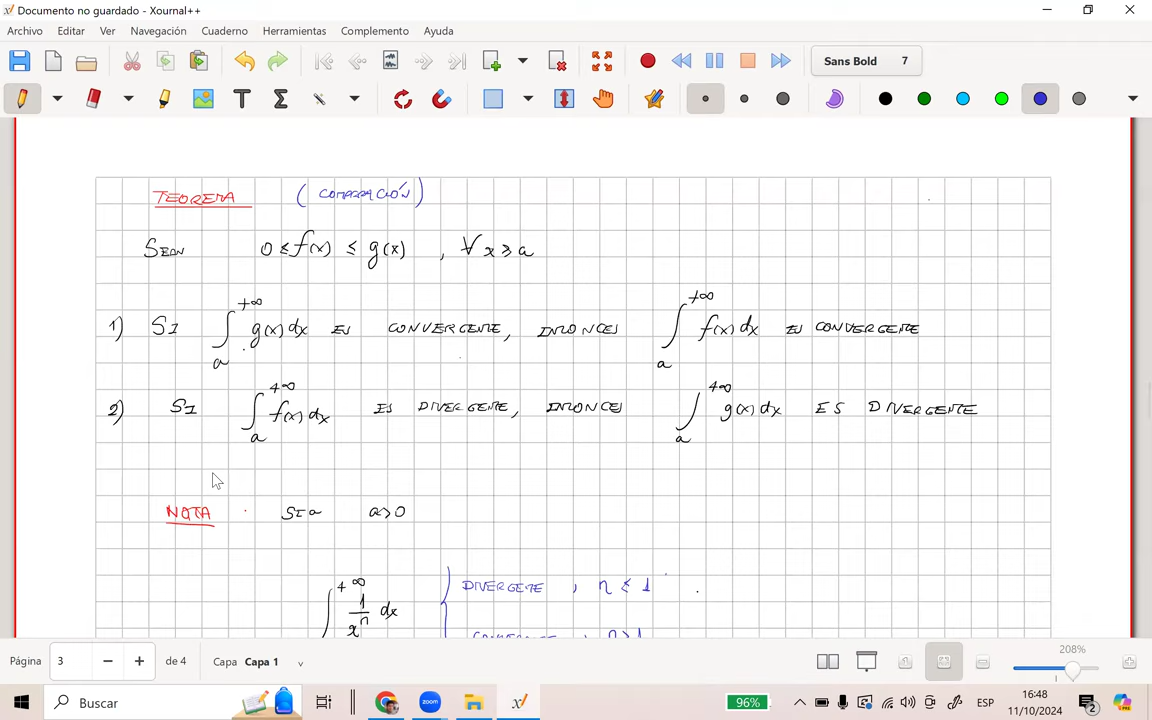 Documento no guardado - Xournal++
Archivo Editar Ver Navegación Cuaderno Herramientas Complemento Ayuda
Sans Bold 7
TEOREMA (COMPARACIÓN)
SEAN 0 ≤ f(x) ≤ g(x) , ∀ x ≥ a
1) SI ∫_a^{+∞} g(x) dx ES CONVERGENTE, ENTONCES ∫_a^{+∞} f(x) dx ES CONVERGENTE
2) SI ∫_a^{+∞} f(x) dx ES DIVERGENTE, ENTONCES ∫_a^{+∞} g(x) dx ES DIVERGENTE
NOTA SEA a>0
∫^{+∞} 1/x^n dx { DIVERGENTE , n ≤ 1
CONVERGENTE , n>1
Página 3 de 4 Capa Capa 1 208%
Buscar 96% ESP 16:48
11/10/2024 2